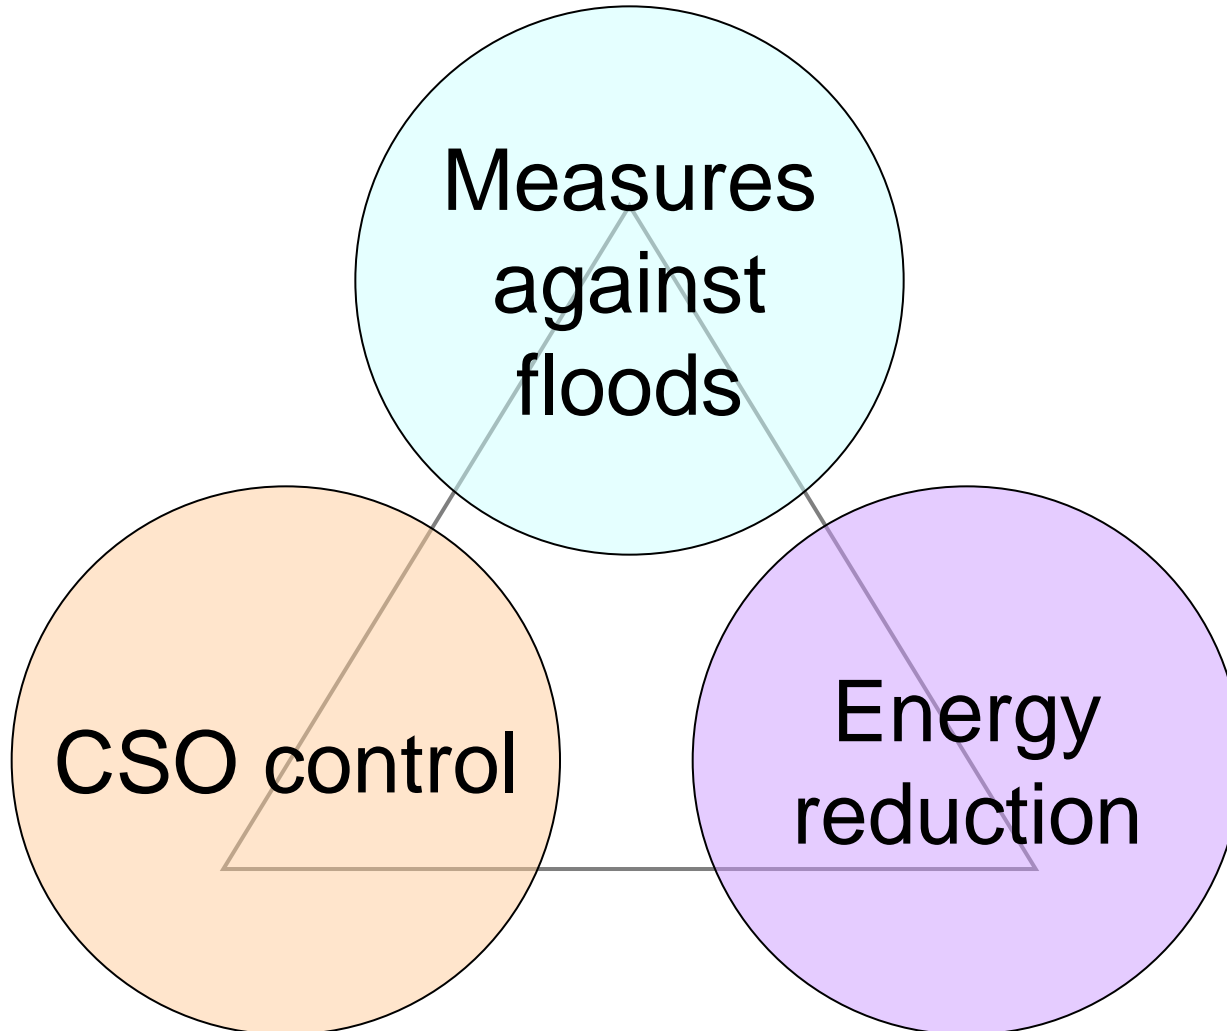 Measures
against
floods
CSO control
Energy
reduction